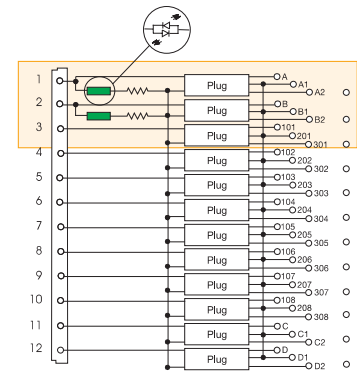 1 Plug A A1 A2
2 Plug B B1 B2
3 Plug 101 201 301
4 Plug 102 202 302
5 Plug 103 203 303
6 Plug 104 204 304
7 Plug 105 205 305
8 Plug 106 206 306
9 Plug 107 207 307
10 Plug 108 208 308
11 Plug C C1 C2
12 Plug D D1 D2